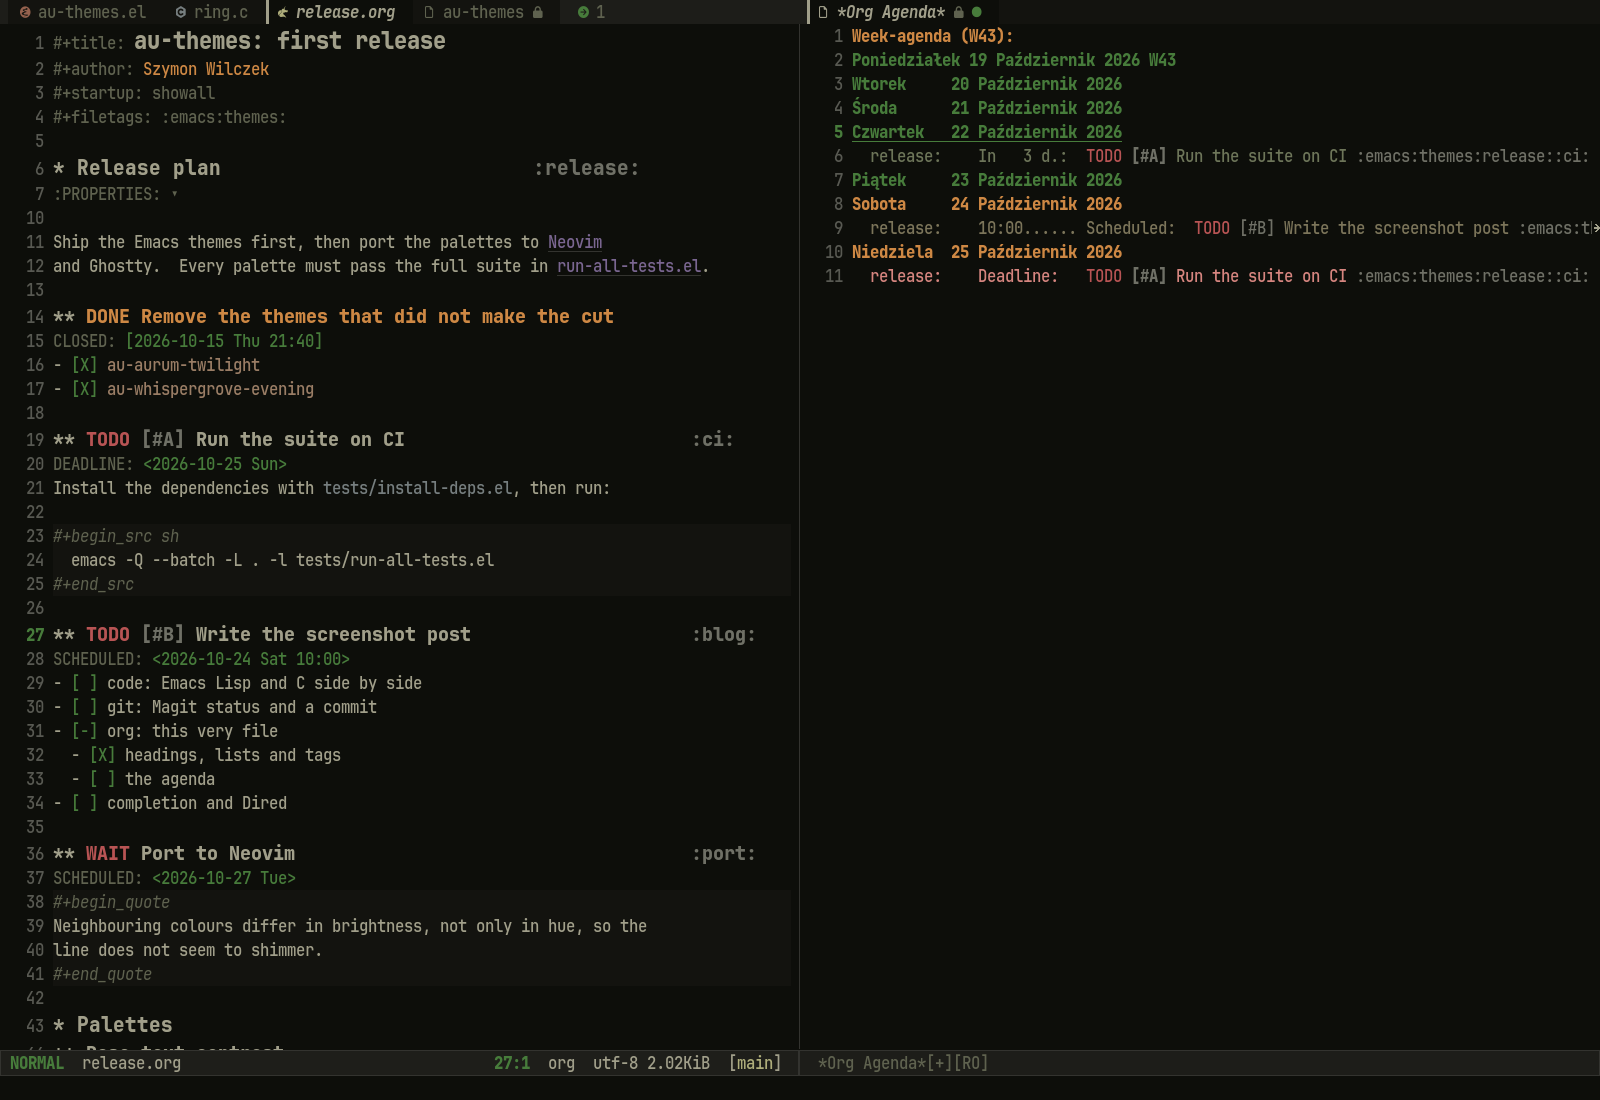 au-themes.el ring.c release.org au-themes 1
1 #+title: au-themes: first release
2 #+author: Szymon Wilczek
3 #+startup: showall
4 #+filetags: :emacs:themes:
5
6 * Release plan :release:
7 :PROPERTIES: ▾
10
11 Ship the Emacs themes first, then port the palettes to Neovim
12 and Ghostty.  Every palette must pass the full suite in run-all-tests.el.
13
14 ** DONE Remove the themes that did not make the cut
15 CLOSED: [2026-10-15 Thu 21:40]
16 - [X] au-aurum-twilight
17 - [X] au-whispergrove-evening
18
19 ** TODO [#A] Run the suite on CI :ci:
20 DEADLINE: <2026-10-25 Sun>
21 Install the dependencies with tests/install-deps.el, then run:
22
23 #+begin_src sh
24   emacs -Q --batch -L . -l tests/run-all-tests.el
25 #+end_src
26
27 ** TODO [#B] Write the screenshot post :blog:
28 SCHEDULED: <2026-10-24 Sat 10:00>
29 - [ ] code: Emacs Lisp and C side by side
30 - [ ] git: Magit status and a commit
31 - [-] org: this very file
32   - [X] headings, lists and tags
33   - [ ] the agenda
34 - [ ] completion and Dired
35
36 ** WAIT Port to Neovim :port:
37 SCHEDULED: <2026-10-27 Tue>
38 #+begin_quote
39 Neighbouring colours differ in brightness, not only in hue, so the
40 line does not seem to shimmer.
41 #+end_quote
42
43 * Palettes
NORMAL release.org 27:1 org utf-8 2.02KiB [main]
*Org Agenda*
1 Week-agenda (W43):
2 Poniedziałek 19 Październik 2026 W43
3 Wtorek     20 Październik 2026
4 Środa      21 Październik 2026
5 Czwartek   22 Październik 2026
6   release:    In   3 d.:  TODO [#A] Run the suite on CI :emacs:themes:release::ci:
7 Piątek     23 Październik 2026
8 Sobota     24 Październik 2026
9   release:    10:00...... Scheduled:  TODO [#B] Write the screenshot post :emacs:t
10 Niedziela  25 Październik 2026
11   release:    Deadline:   TODO [#A] Run the suite on CI :emacs:themes:release::ci:
*Org Agenda*[+][RO]